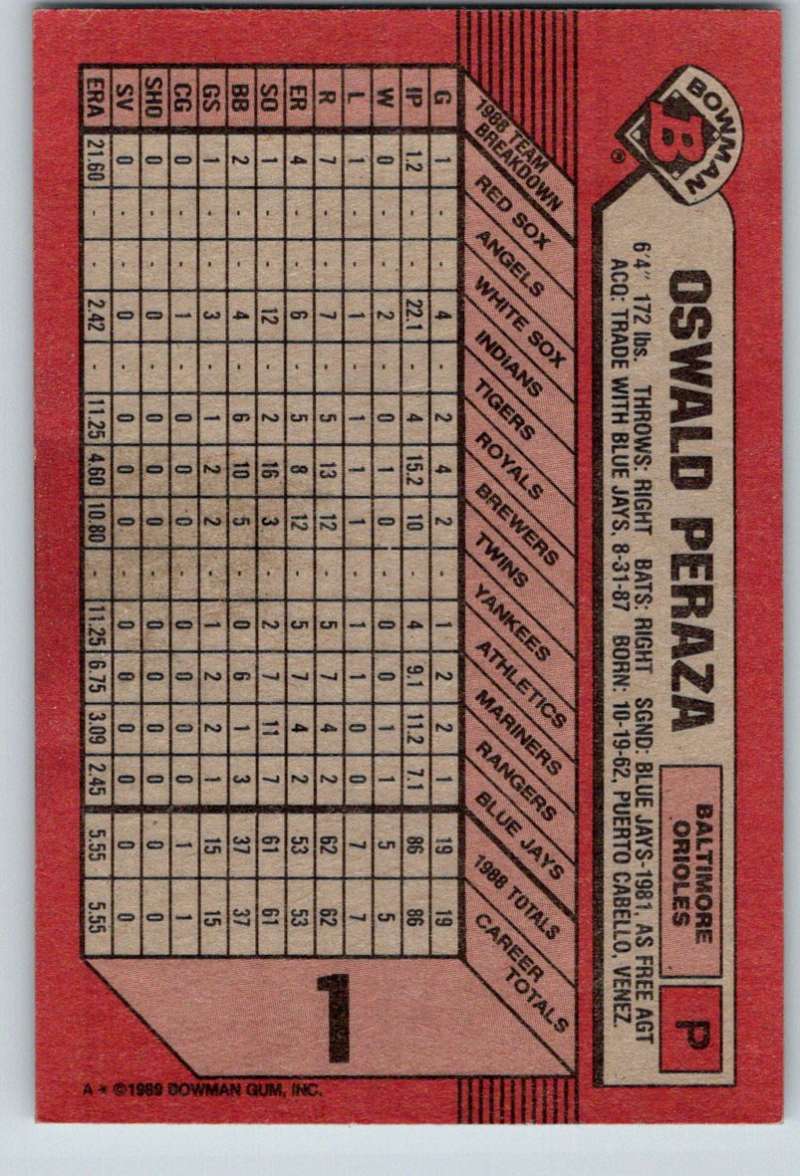 BOWMAN
B
®
OSWALD PERAZA
BALTIMORE
ORIOLES
P
6'4" 172 lbs. THROWS: RIGHT BATS: RIGHT SGND: BLUE JAYS-1981, AS FREE AGT
ACQ: TRADE WITH BLUE JAYS, 8-31-87 BORN: 10-19-62, PUERTO CABELLO, VENEZ.
1988 TEAM
BREAKDOWN
RED SOX
ANGELS
WHITE SOX
INDIANS
TIGERS
ROYALS
BREWERS
TWINS
YANKEES
ATHLETICS
MARINERS
RANGERS
BLUE JAYS
1988 TOTALS
CAREER
TOTALS
G 1 - - 4 - 2 4 2 - 1 2 2 1 19 19
IP 1.2 - - 22.1 - 4 15.2 10 - 4 9.1 11.2 7.1 86 86
W 0 - - 2 - 0 1 0 - 0 0 1 1 5 5
L 1 - - 1 - 1 1 1 - 1 1 0 0 7 7
R 7 - - 7 - 5 13 12 - 5 7 4 2 62 62
ER 4 - - 6 - 5 8 12 - 5 7 4 2 53 53
SO 1 - - 12 - 2 16 3 - 2 7 11 7 61 61
BB 2 - - 4 - 6 10 5 - 0 6 1 3 37 37
GS 1 - - 3 - 1 2 2 - 1 2 2 1 15 15
CG 0 - - 1 - 0 0 0 - 0 0 0 0 1 1
SHO 0 - - 0 - 0 0 0 - 0 0 0 0 0 0
SV 0 - - 0 - 0 0 0 - 0 0 0 0 0 0
ERA 21.60 - - 2.42 - 11.25 4.60 10.80 - 11.25 6.75 3.09 2.45 5.55 5.55
1
A * ©1989 BOWMAN GUM, INC.